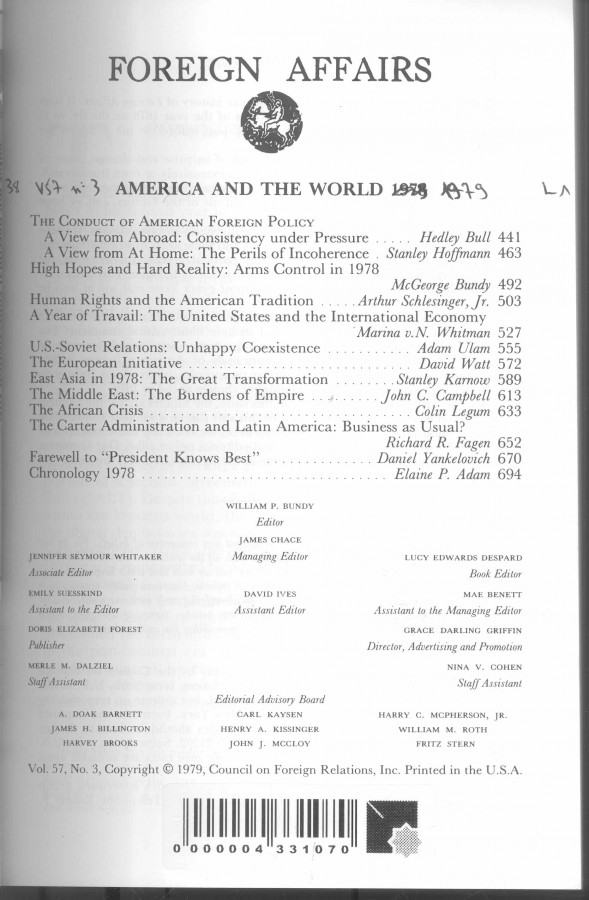 FOREIGN AFFAIRS
38 V57 n° 3 AMERICA AND THE WORLD 1978 1979
THE CONDUCT OF AMERICAN FOREIGN POLICY
A View from Abroad: Consistency under Pressure ..... Hedley Bull 441
A View from At Home: The Perils of Incoherence . Stanley Hoffmann 463
High Hopes and Hard Reality: Arms Control in 1978
McGeorge Bundy 492
Human Rights and the American Tradition ..... Arthur Schlesinger, Jr. 503
A Year of Travail: The United States and the International Economy
Marina v.N. Whitman 527
U.S.-Soviet Relations: Unhappy Coexistence ........... Adam Ulam 555
The European Initiative .............................. David Watt 572
East Asia in 1978: The Great Transformation ........ Stanley Karnow 589
The Middle East: The Burdens of Empire ......... John C. Campbell 613
The African Crisis ................................... Colin Legum 633
The Carter Administration and Latin America: Business as Usual?
Richard R. Fagen 652
Farewell to "President Knows Best" .............. Daniel Yankelovich 670
Chronology 1978 ................................. Elaine P. Adam 694
WILLIAM P. BUNDY
Editor
JAMES CHACE
JENNIFER SEYMOUR WHITAKER Managing Editor LUCY EDWARDS DESPARD
Associate Editor Book Editor
EMILY SUESSKIND DAVID IVES MAE BENETT
Assistant to the Editor Assistant Editor Assistant to the Managing Editor
DORIS ELIZABETH FOREST GRACE DARLING GRIFFIN
Publisher Director, Advertising and Promotion
MERLE M. DALZIEL NINA V. COHEN
Staff Assistant Staff Assistant
Editorial Advisory Board
A. DOAK BARNETT CARL KAYSEN HARRY C. MCPHERSON, JR.
JAMES H. BILLINGTON HENRY A. KISSINGER WILLIAM M. ROTH
HARVEY BROOKS JOHN J. MCCLOY FRITZ STERN
Vol. 57, No. 3, Copyright © 1979, Council on Foreign Relations, Inc. Printed in the U.S.A.
0 000004 331070